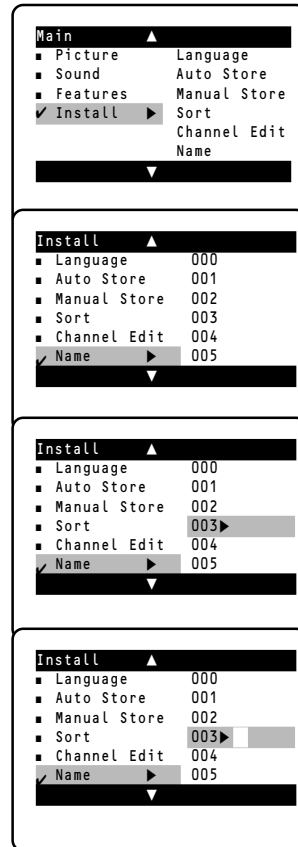 Main ▲
▪ Picture Language
▪ Sound Auto Store
▪ Features Manual Store
✔ Install ▶ Sort
Channel Edit
Name
▼
Install ▲
▪ Language 000
▪ Auto Store 001
▪ Manual Store 002
▪ Sort 003
▪ Channel Edit 004
✔ Name ▶ 005
▼
Install ▲
▪ Language 000
▪ Auto Store 001
▪ Manual Store 002
▪ Sort 003▶
▪ Channel Edit 004
✔ Name ▶ 005
▼
Install ▲
▪ Language 000
▪ Auto Store 001
▪ Manual Store 002
▪ Sort 003▶
▪ Channel Edit 004
✔ Name ▶ 005
▼